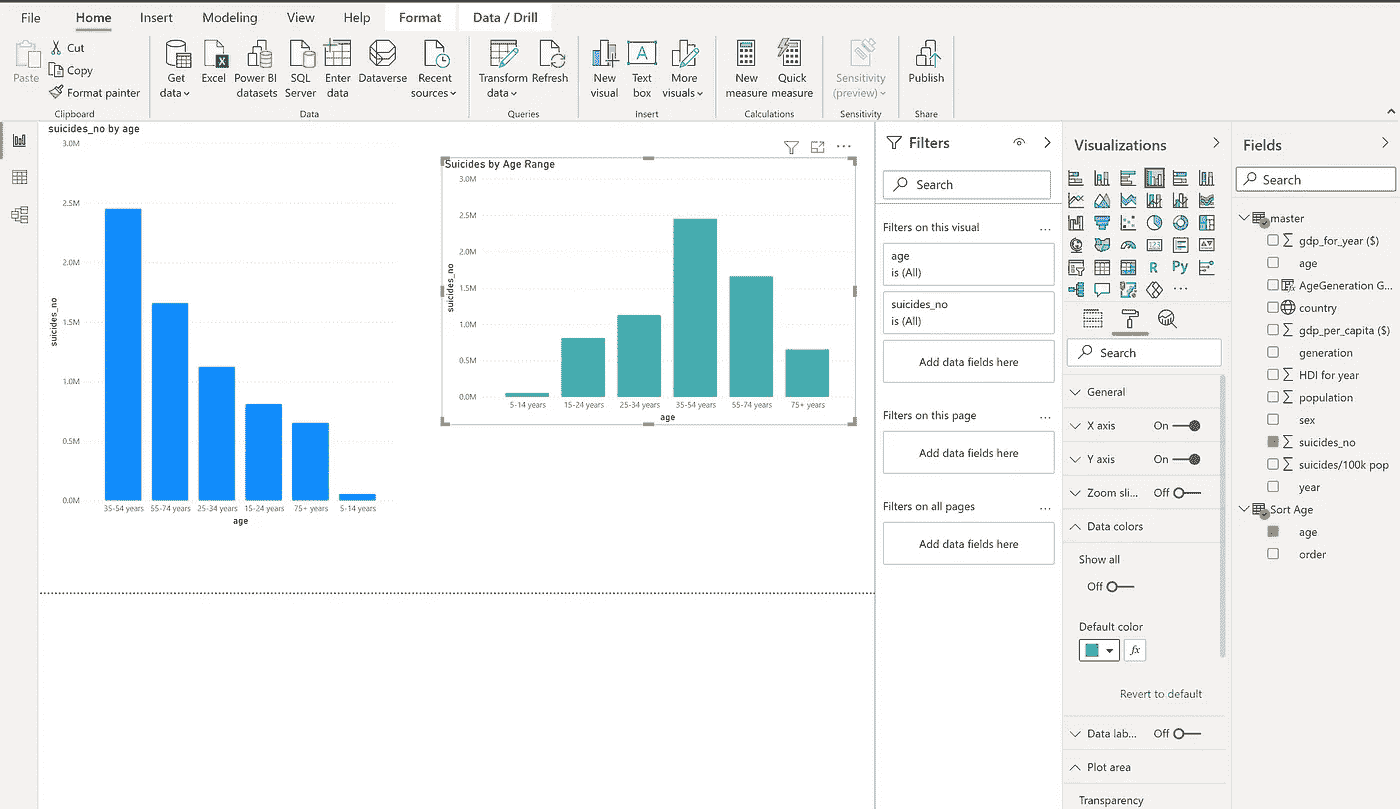 File Home Insert Modeling View Help Format Data / Drill
Paste
Cut
Copy
Format painter
Clipboard
Get data
Excel
Power BI datasets
SQL Server
Enter data
Dataverse
Recent sources
Data
Transform data
Refresh
Queries
New visual
Text box
More visuals
Insert
New measure
Quick measure
Calculations
Sensitivity (preview)
Sensitivity
Publish
Share
suicides_no by age
3.0M
2.5M
2.0M
1.5M
1.0M
0.5M
0.0M
suicides_no
35-54 years 55-74 years 25-34 years 15-24 years 75+ years 5-14 years
age
Suicides by Age Range
3.0M
2.5M
2.0M
1.5M
1.0M
0.5M
0.0M
suicides_no
5-14 years 15-24 years 25-34 years 35-54 years 55-74 years 75+ years
age
Filters
Search
Filters on this visual ...
age
is (All)
suicides_no
is (All)
Add data fields here
Filters on this page ...
Add data fields here
Filters on all pages ...
Add data fields here
Visualizations
123
R
Py
...
Search
General
X axis On
Y axis On
Zoom sli... Off
Data colors
Show all
Off
Default color
fx
Revert to default
Data lab... Off
Plot area
Transparency
Fields
Search
master
gdp_for_year ($)
age
AgeGeneration G...
country
gdp_per_capita ($)
generation
HDI for year
population
sex
suicides_no
suicides/100k pop
year
Sort Age
age
order